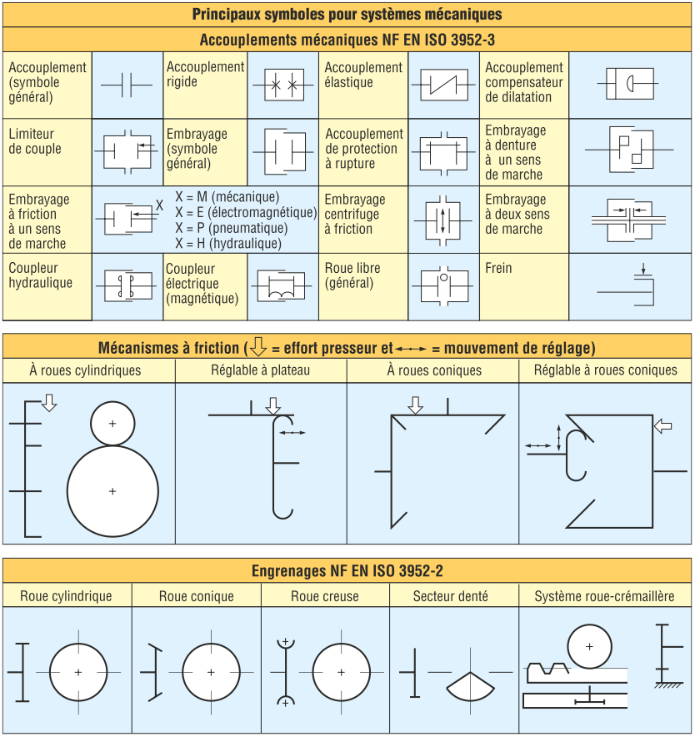 Principaux symboles pour systèmes mécaniques
Accouplements mécaniques NF EN ISO 3952-3
Accouplement
(symbole
général)
Accouplement
rigide
Accouplement
élastique
Accouplement
compensateur
de dilatation
Limiteur
de couple
Embrayage
(symbole
général)
Accouplement
de protection
à rupture
Embrayage
à denture
à un sens
de marche
Embrayage
à friction
à un sens
de marche
X
X = M (mécanique)
X = E (électromagnétique)
X = P (pneumatique)
X = H (hydraulique)
Embrayage
centrifuge
à friction
Embrayage
à deux sens
de marche
Coupleur
hydraulique
Coupleur
électrique
(magnétique)
Roue libre
(général)
Frein
Mécanismes à friction ( = effort presseur et = mouvement de réglage)
À roues cylindriques
Réglable à plateau
À roues coniques
Réglable à roues coniques
Engrenages NF EN ISO 3952-2
Roue cylindrique
Roue conique
Roue creuse
Secteur denté
Système roue-crémaillère